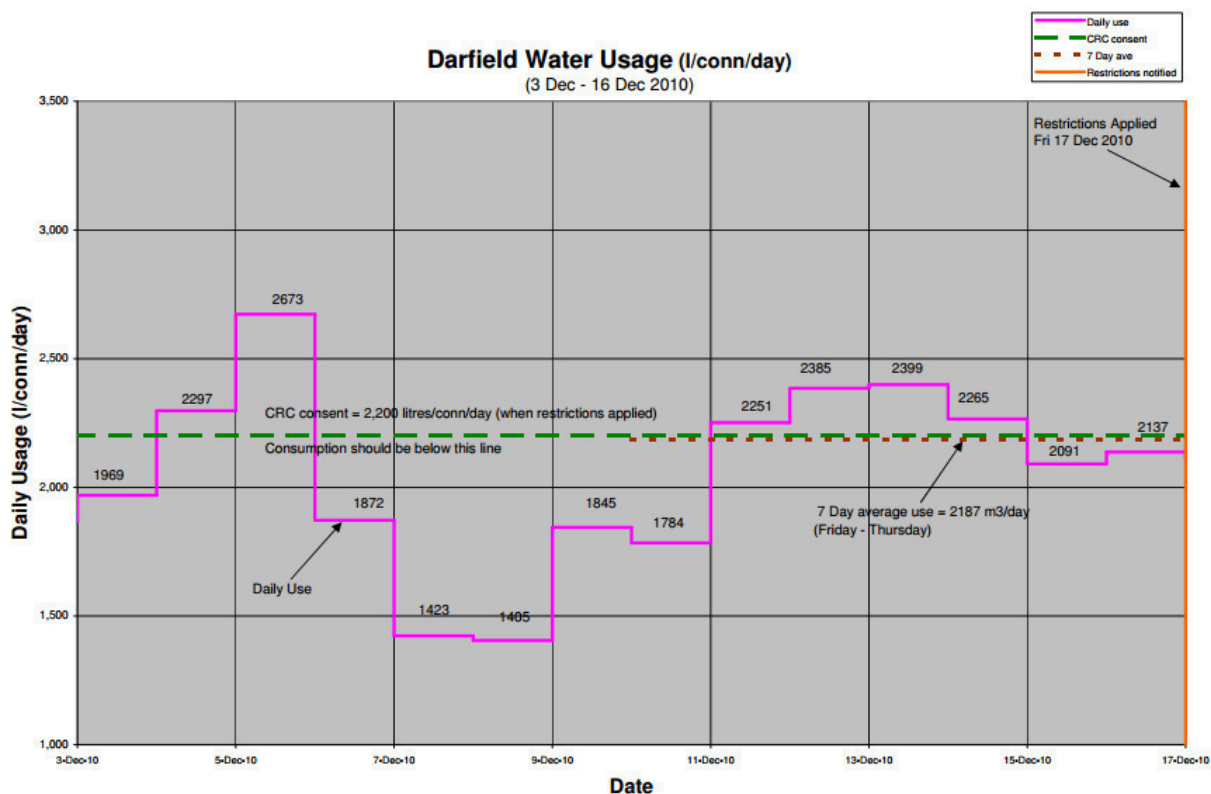 Daily use
CRC consent
7 Day ave
Restrictions notified
Darfield Water Usage (l/conn/day)
(3 Dec - 16 Dec 2010)
3,500
3,000
2,500
2,000
1,500
1,000
Daily Usage (l/conn/day)
Restrictions Applied
Fri 17 Dec 2010
1969
2297
2673
1872
1423
1405
1845
1784
2251
2385
2399
2265
2091
2137
CRC consent = 2,200 litres/conn/day (when restrictions applied)
Consumption should be below this line
7 Day average use = 2187 m3/day
(Friday - Thursday)
Daily Use
3-Dec-10
5-Dec-10
7-Dec-10
9-Dec-10
11-Dec-10
13-Dec-10
15-Dec-10
17-Dec-10
Date